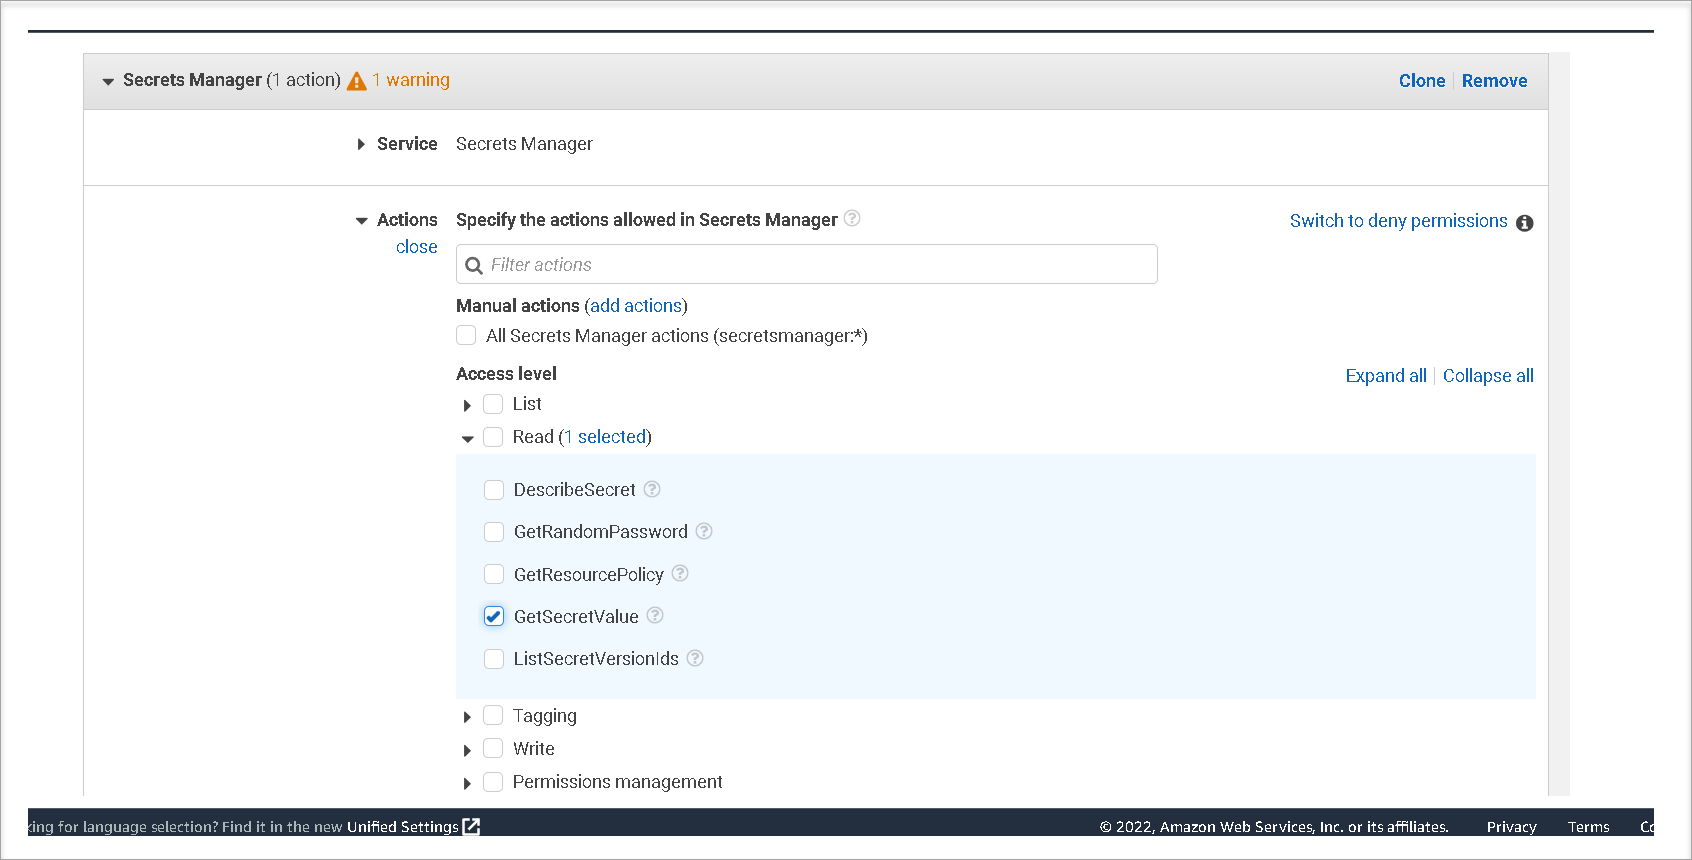 Secrets Manager (1 action) 1 warning Clone Remove
Service Secrets Manager
Actions Specify the actions allowed in Secrets Manager Switch to deny permissions
close
Filter actions
Manual actions (add actions)
All Secrets Manager actions (secretsmanager:*)
Access level Expand all Collapse all
List
Read (1 selected)
DescribeSecret
GetRandomPassword
GetResourcePolicy
GetSecretValue
ListSecretVersionIds
Tagging
Write
Permissions management
king for language selection? Find it in the new Unified Settings © 2022, Amazon Web Services, Inc. or its affiliates. Privacy Terms